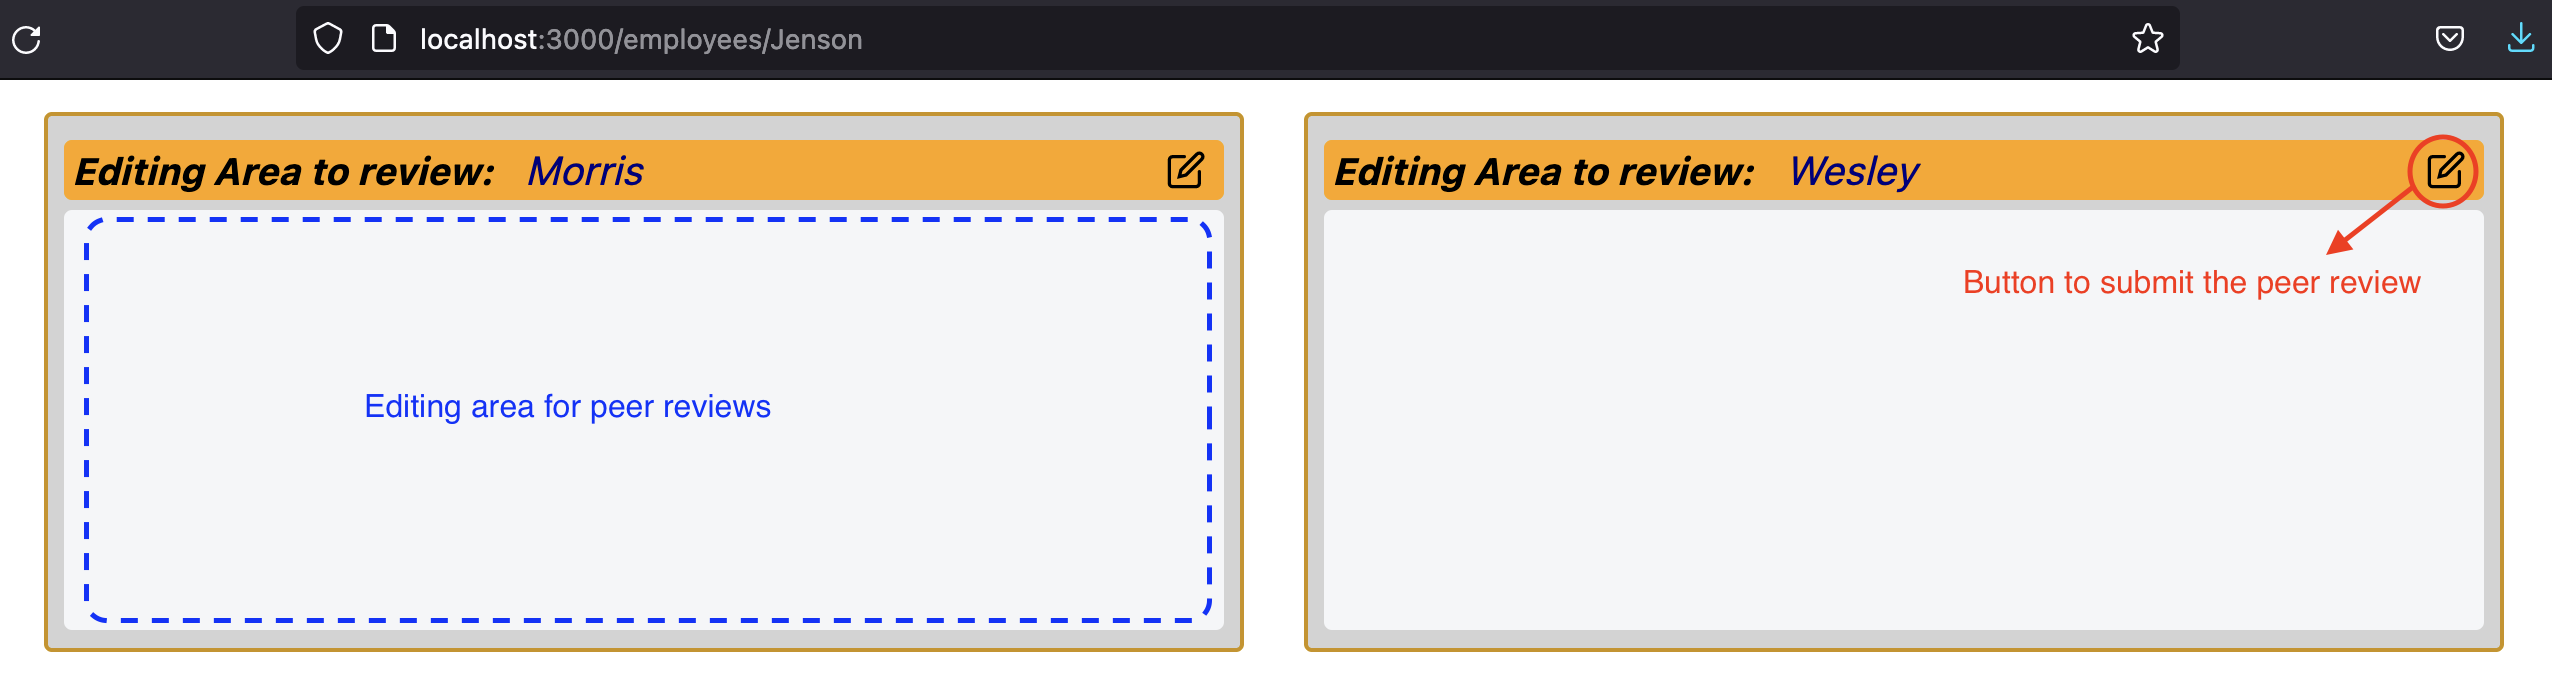 localhost:3000/employees/Jenson
Editing Area to review: Morris
Editing area for peer reviews
Editing Area to review: Wesley
Button to submit the peer review